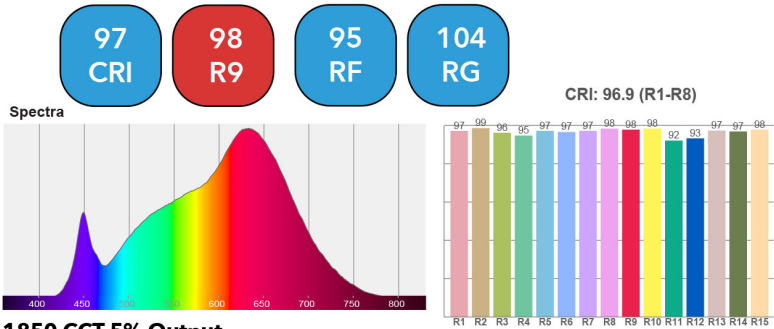 97
CRI
98
R9
95
RF
104
RG
CRI: 96.9 (R1-R8)
Spectra
97 99 96 95 97 97 97 98 98 98 92 93 97 97 98
400 450 500 550 600 650 700 750 800
R1 R2 R3 R4 R5 R6 R7 R8 R9 R10 R11 R12 R13 R14 R15
1850 CCT 5% Output